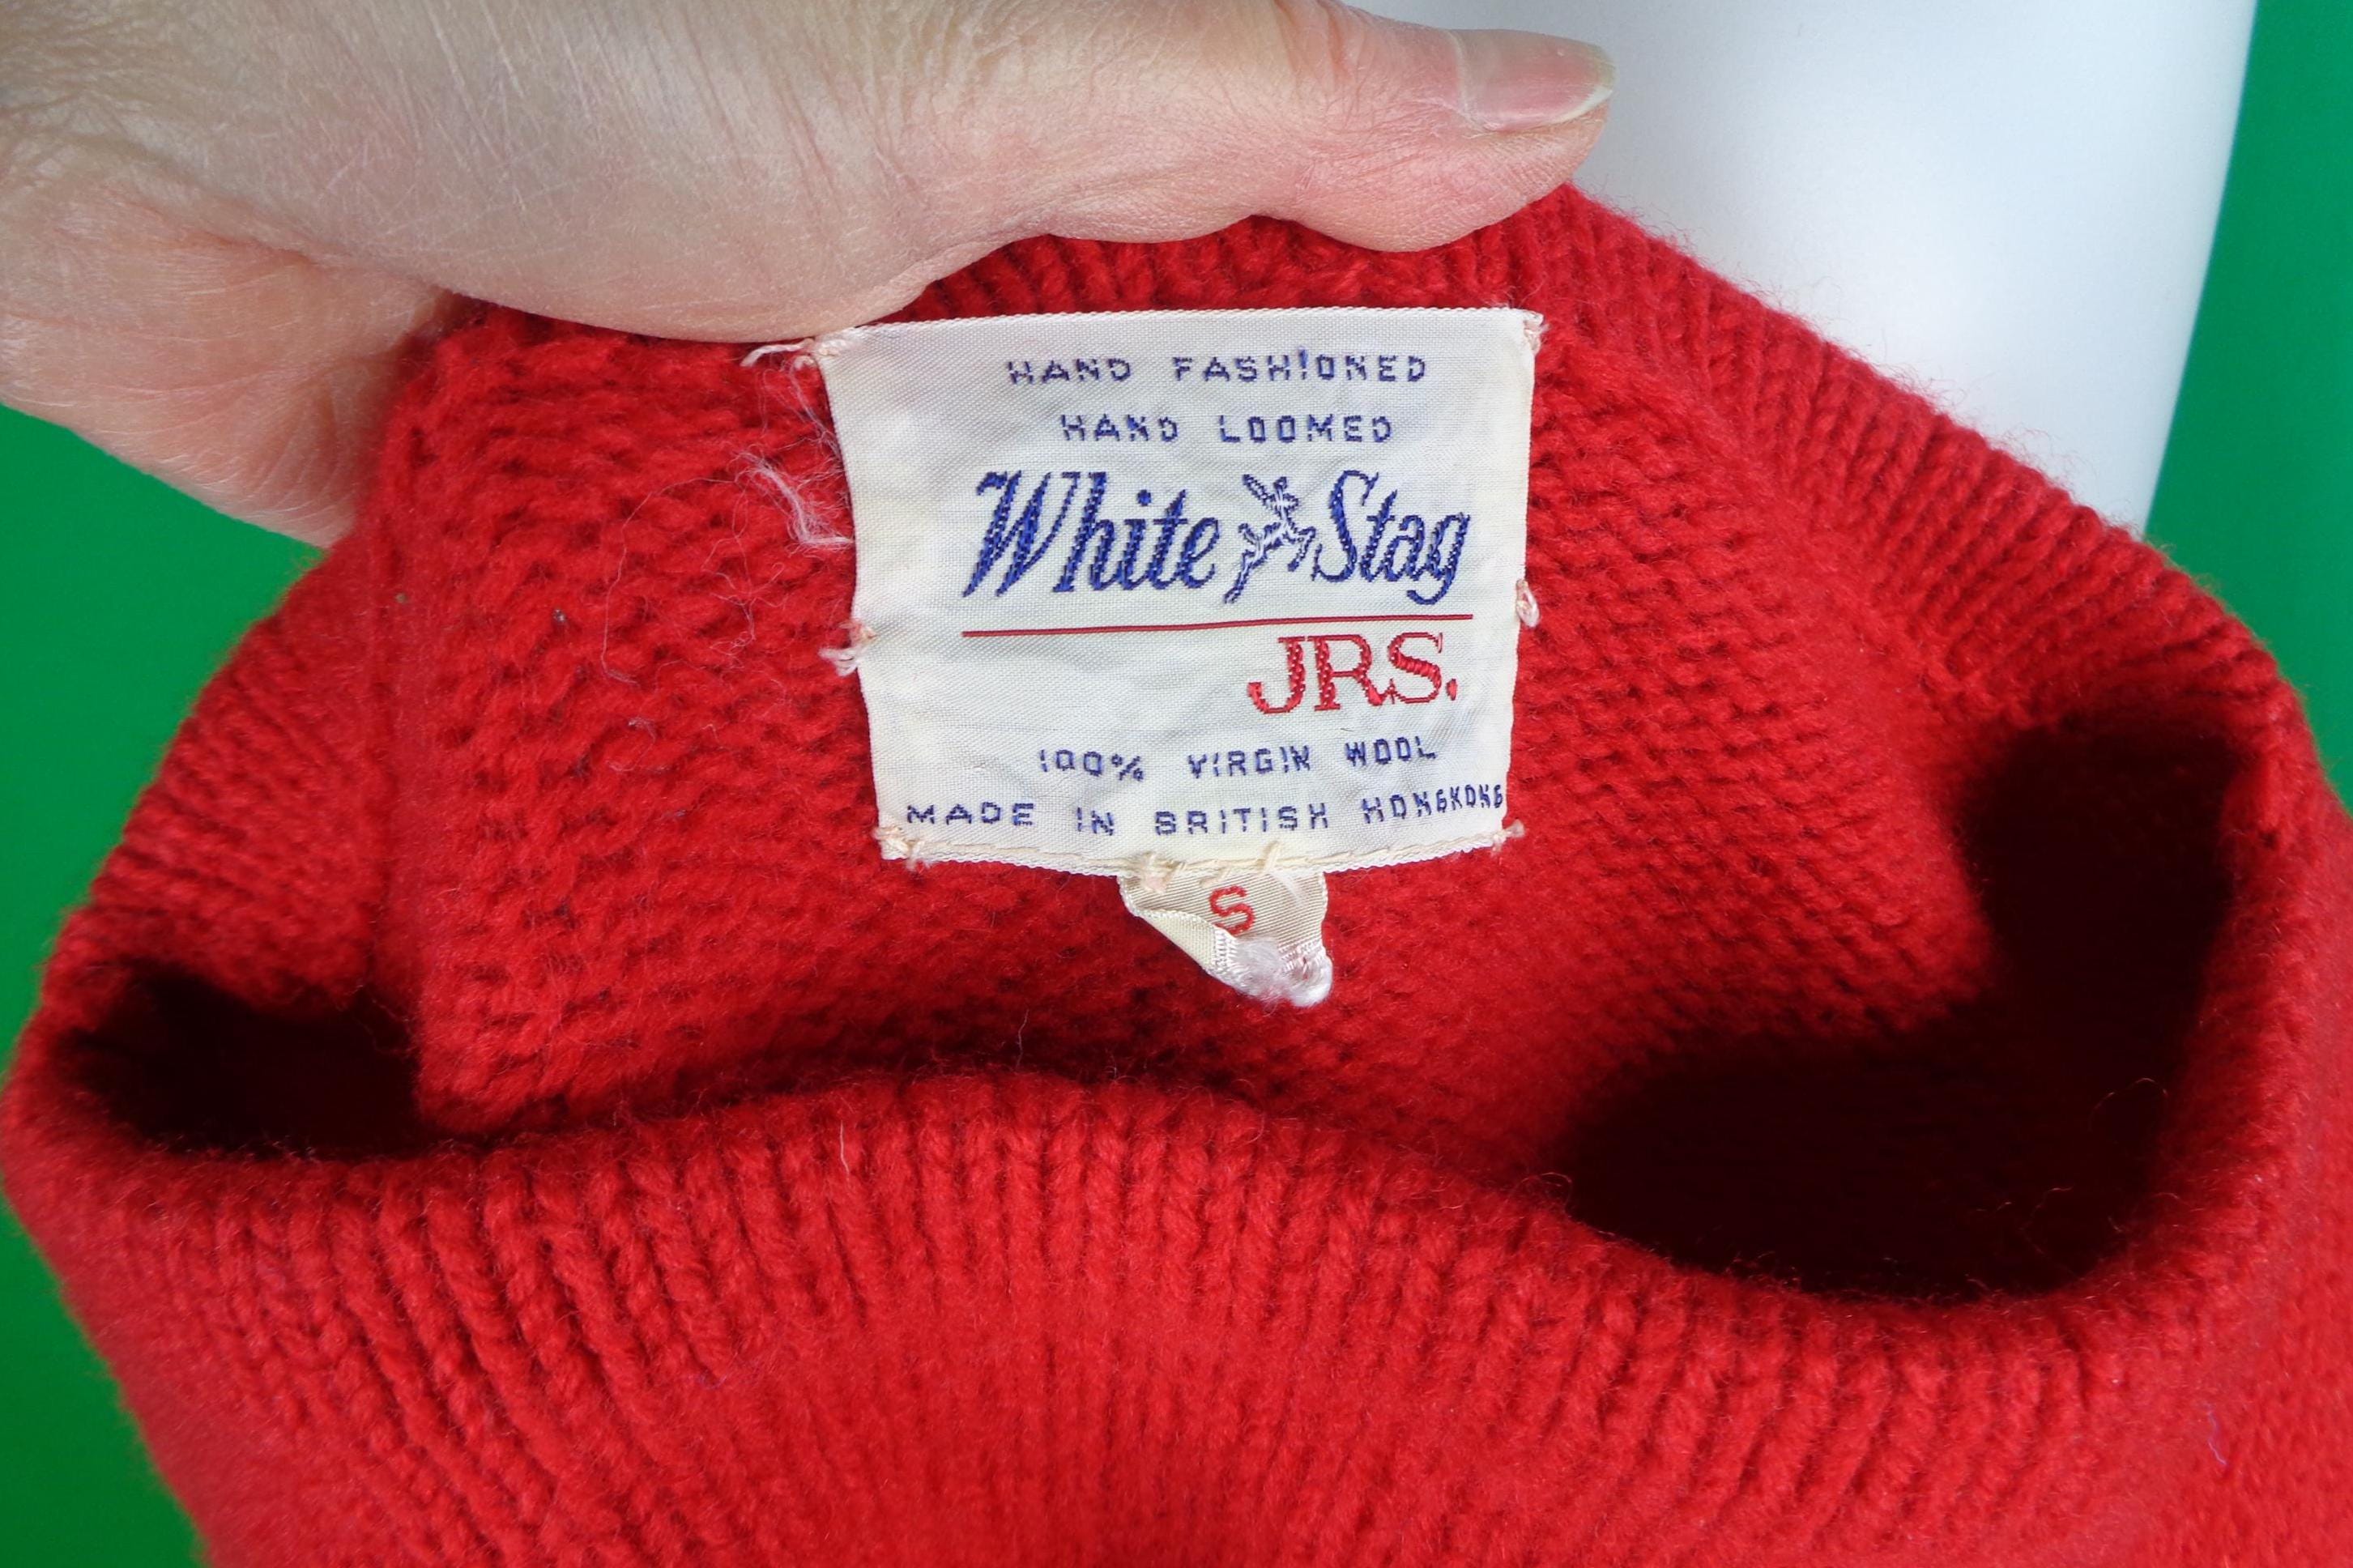 HAND FASHIONED
HAND LOOMED
White Stag
JRS.
100% VIRGIN WOOL
MADE IN BRITISH HONGKONG
S